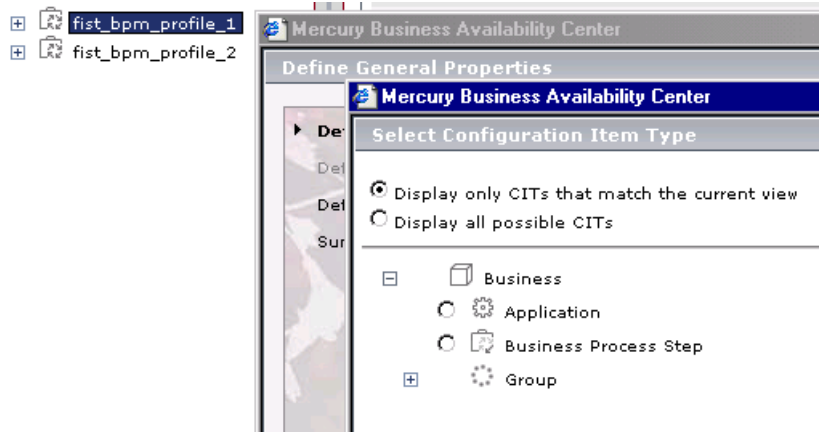 fist_bpm_profile_1
fist_bpm_profile_2
Mercury Business Availability Center
Define General Properties
Mercury Business Availability Center
Select Configuration Item Type
Display only CITs that match the current view
Display all possible CITs
Business
Application
Business Process Step
Group